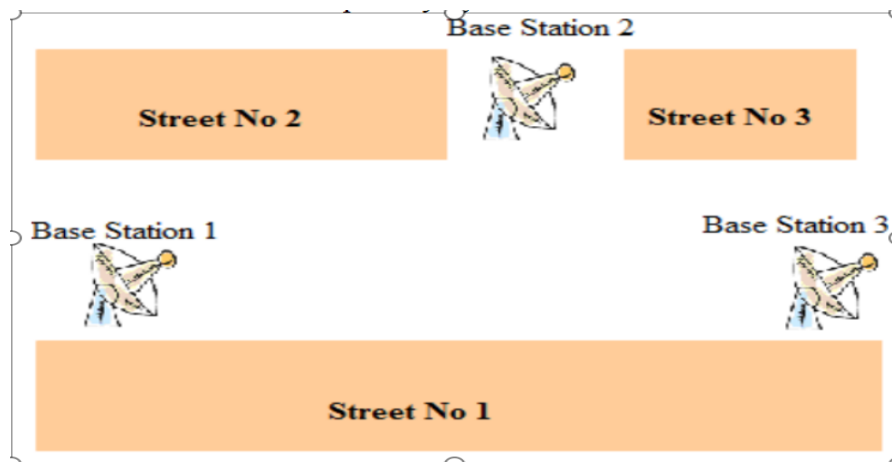 Base Station 2
Street No 2
Street No 3
Base Station 1
Base Station 3
Street No 1